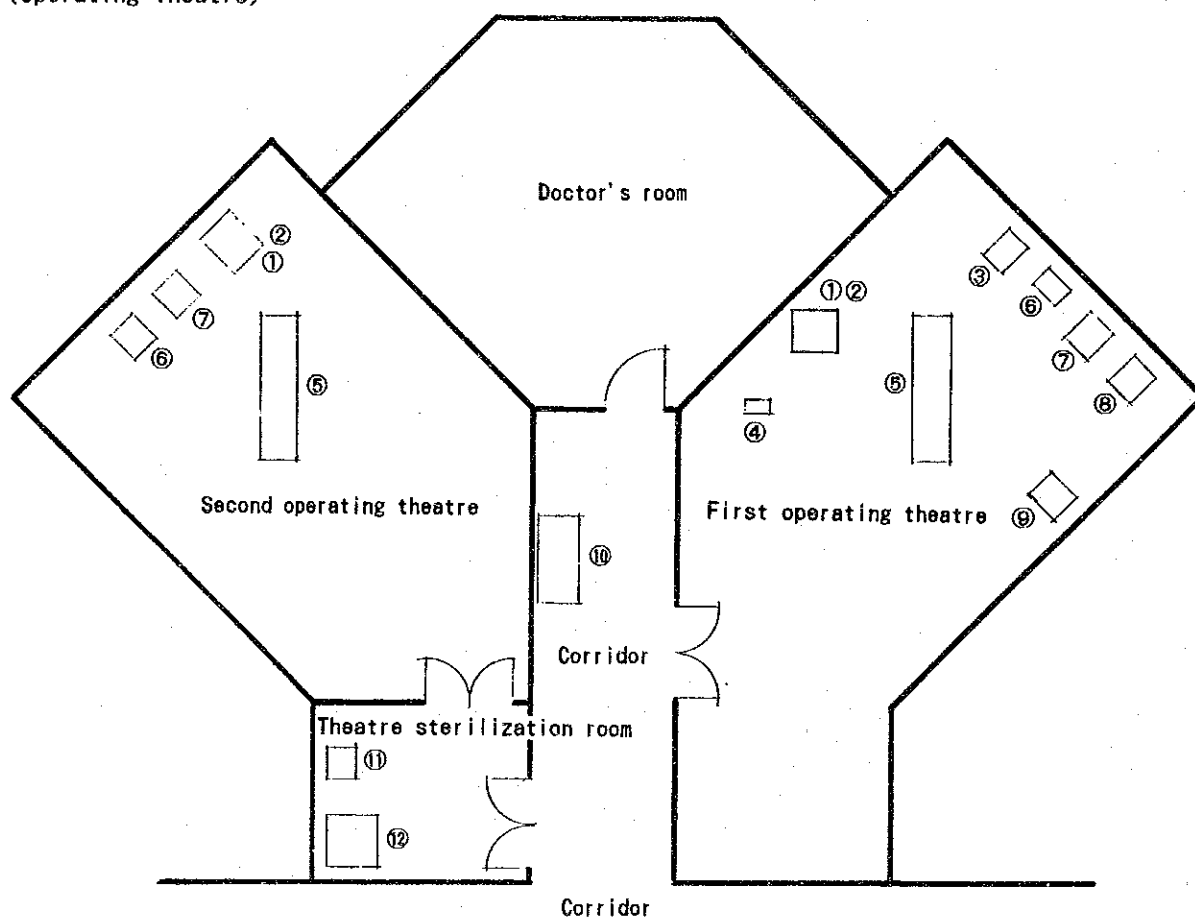 (Operating theatre)
Doctor's room
②
①
⑦
⑥
⑤
Second operating theatre
③
⑥
①②
⑦
⑤
⑧
④
First operating theatre
⑨
⑩
Corridor
Theatre sterilization room
⑪
⑫
Corridor